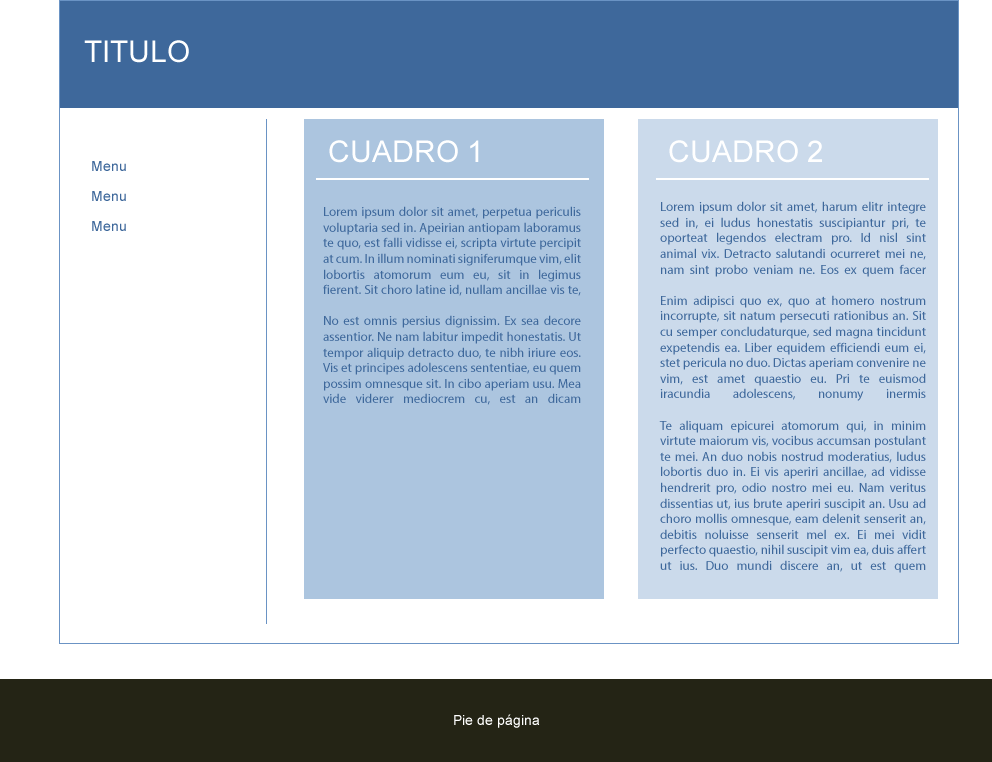 TITULO
Menu
Menu
Menu
CUADRO 1
Lorem ipsum dolor sit amet, perpetua periculis
voluptaria sed in. Apeirian antiopam laboramus
te quo, est falli vidisse ei, scripta virtute percipit
at cum. In illum nominati signiferumque vim, elit
lobortis atomorum eum eu, sit in legimus
fierent. Sit choro latine id, nullam ancillae vis te,
No est omnis persius dignissim. Ex sea decore
assentior. Ne nam labitur impedit honestatis. Ut
tempor aliquip detracto duo, te nibh iriure eos.
Vis et principes adolescens sententiae, eu quem
possim omnesque sit. In cibo aperiam usu. Mea
vide viderer mediocrem cu, est an dicam
CUADRO 2
Lorem ipsum dolor sit amet, harum elitr integre
sed in, ei ludus honestatis suscipiantur pri, te
oporteat legendos electram pro. Id nisl sint
animal vix. Detracto salutandi ocurreret mei ne,
nam sint probo veniam ne. Eos ex quem facer
Enim adipisci quo ex, quo at homero nostrum
incorrupte, sit natum persecuti rationibus an. Sit
cu semper concludaturque, sed magna tincidunt
expetendis ea. Liber equidem efficiendi eum ei,
stet pericula no duo. Dictas aperiam convenire ne
vim, est amet quaestio eu. Pri te euismod
iracundia adolescens, nonumy inermis
Te aliquam epicurei atomorum qui, in minim
virtute maiorum vis, vocibus accumsan postulant
te mei. An duo nobis nostrud moderatius, ludus
lobortis duo in. Ei vis aperiri ancillae, ad vidisse
hendrerit pro, odio nostro mei eu. Nam veritus
dissentias ut, ius brute aperiri suscipit an. Usu ad
choro mollis omnesque, eam delenit senserit an,
debitis noluisse senserit mel ex. Ei mei vidit
perfecto quaestio, nihil suscipit vim ea, duis affert
ut ius. Duo mundi discere an, ut est quem
Pie de página